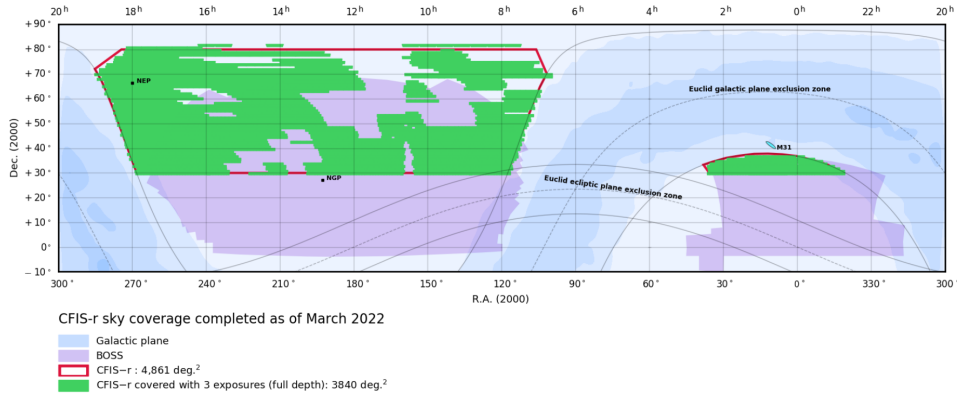 20h 18h 16h 14h 12h 10h 8h 6h 4h 2h 0h 22h 20h
+90°
+80°
+70°
+60°
+50°
+40°
+30°
+20°
+10°
0°
−10°
Dec. (2000)
NEP
NGP
Euclid galactic plane exclusion zone
M31
Euclid ecliptic plane exclusion zone
300° 270° 240° 210° 180° 150° 120° 90° 60° 30° 0° 330° 300°
R.A. (2000)
CFIS-r sky coverage completed as of March 2022
Galactic plane
BOSS
CFIS−r : 4,861 deg.²
CFIS−r covered with 3 exposures (full depth): 3840 deg.²